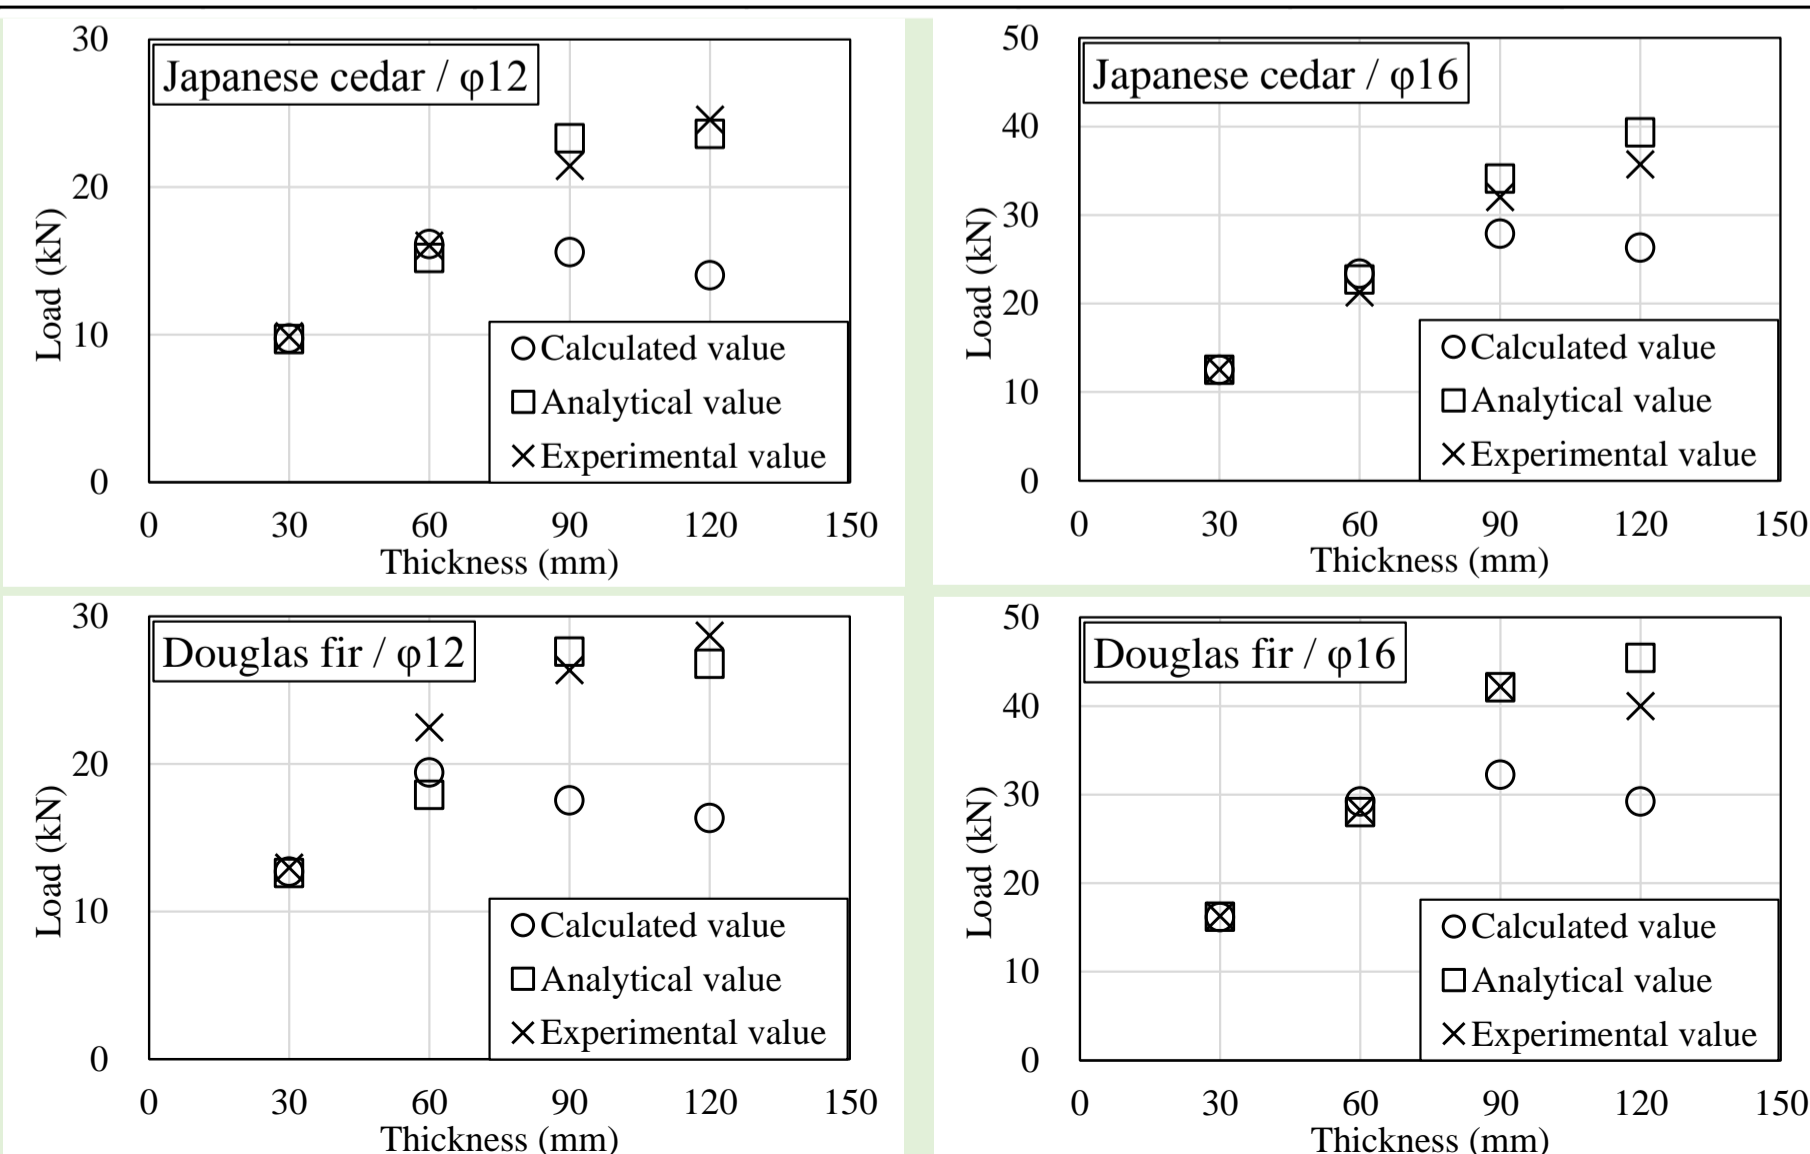 Japanese cedar / φ12
30
20
10
0
Load (kN)
Calculated value
Analytical value
Experimental value
0 30 60 90 120 150
Thickness (mm)
Japanese cedar / φ16
50
40
30
20
10
0
Load (kN)
Calculated value
Analytical value
Experimental value
0 30 60 90 120 150
Thickness (mm)
Douglas fir / φ12
30
20
10
0
Load (kN)
Calculated value
Analytical value
Experimental value
0 30 60 90 120 150
Thickness (mm)
Douglas fir / φ16
50
40
30
20
10
0
Load (kN)
Calculated value
Analytical value
Experimental value
0 30 60 90 120 150
Thickness (mm)